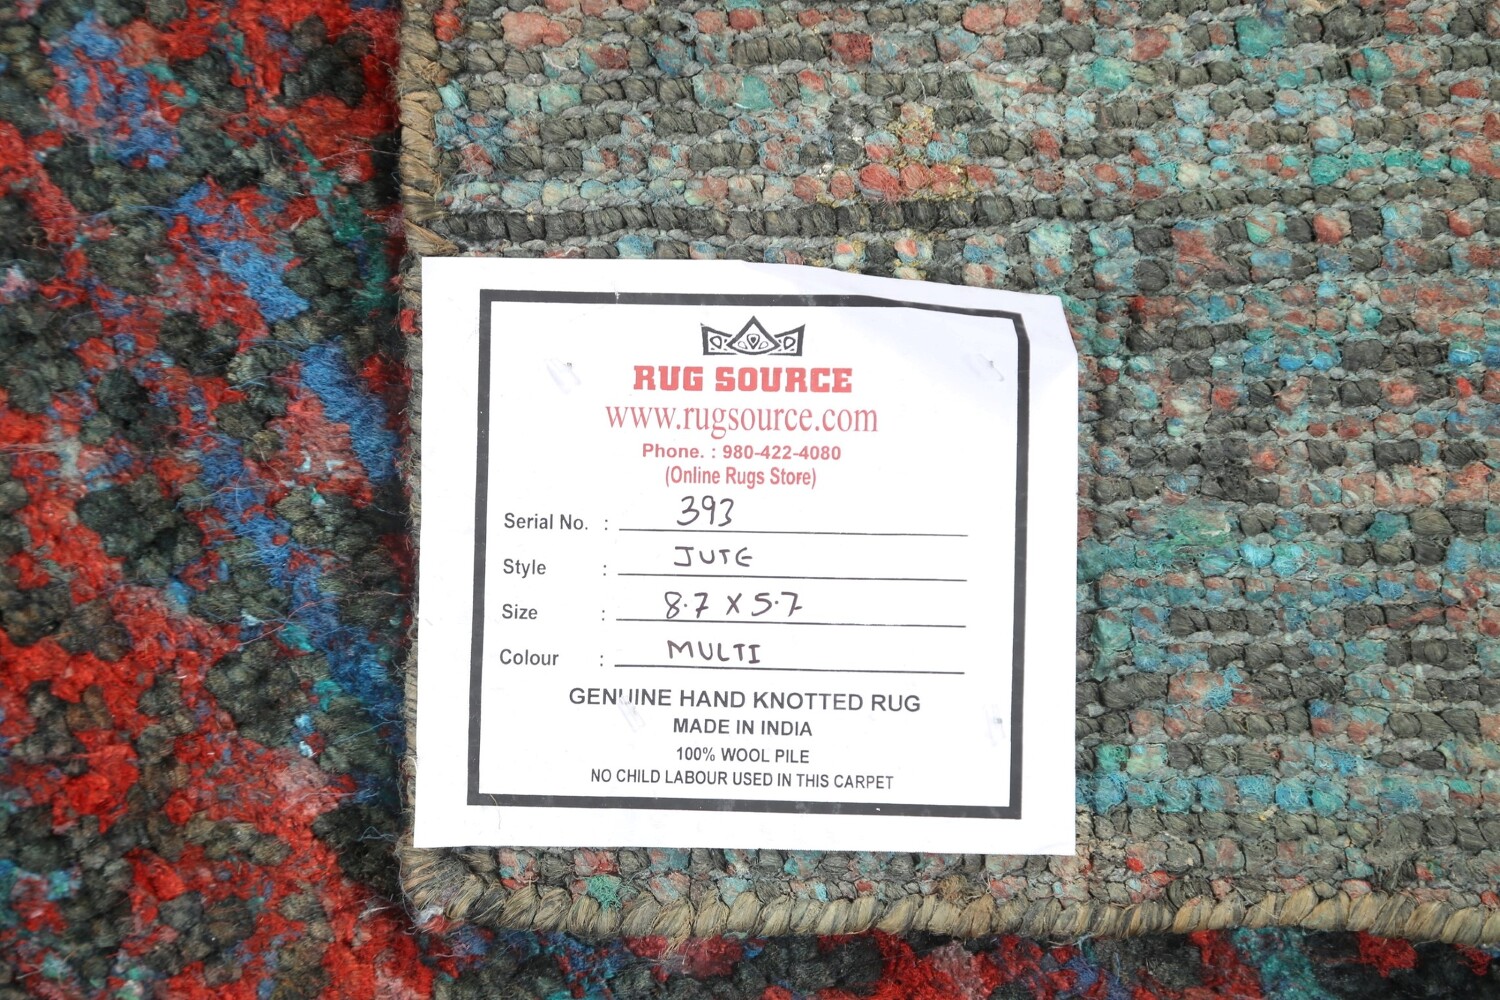 RUG SOURCE
www.rugsource.com
Phone. : 980-422-4080
(Online Rugs Store)
Serial No. : 393
Style : JUTE
Size : 8.7 X 5.7
Colour : MULTI
GENUINE HAND KNOTTED RUG
MADE IN INDIA
100% WOOL PILE
NO CHILD LABOUR USED IN THIS CARPET